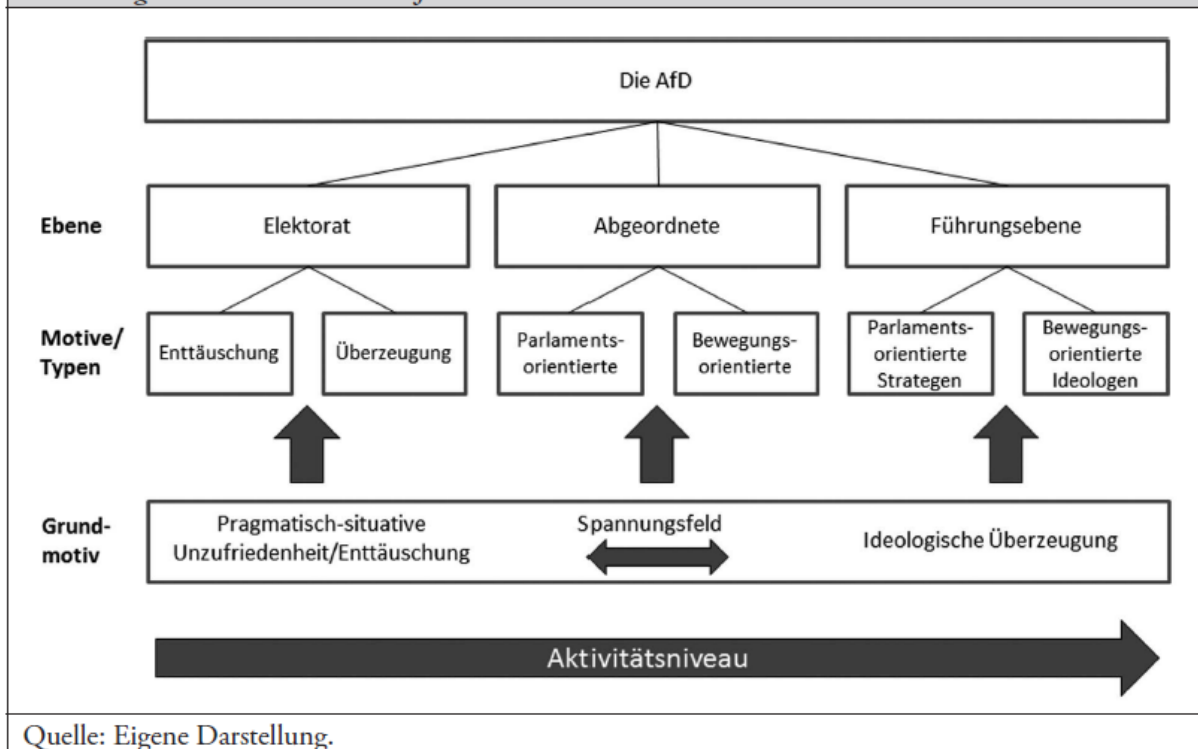 Die AfD
Ebene
Elektorat
Abgeordnete
Führungsebene
Motive/
Typen
Enttäuschung
Überzeugung
Parlaments-
orientierte
Bewegungs-
orientierte
Parlaments-
orientierte
Strategen
Bewegungs-
orientierte
Ideologen
Grund-
motiv
Pragmatisch-situative
Unzufriedenheit/Enttäuschung
Spannungsfeld
Ideologische Überzeugung
Aktivitätsniveau
Quelle: Eigene Darstellung.